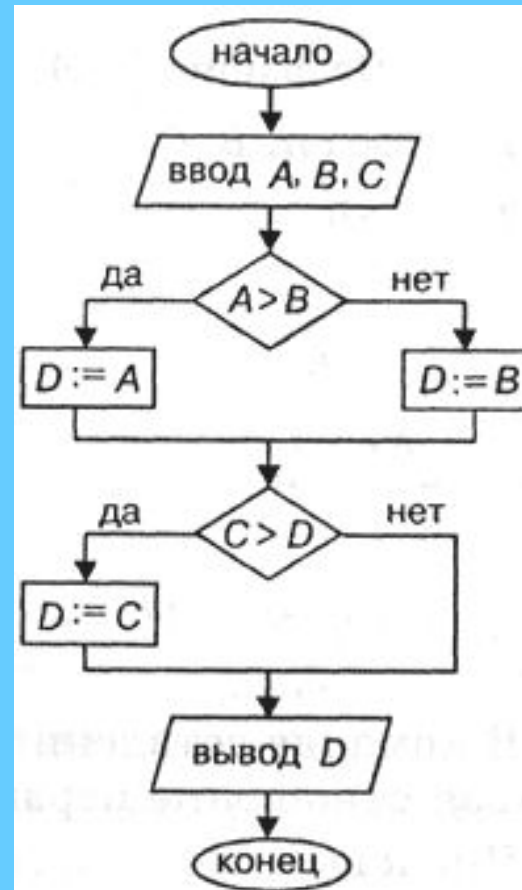 начало
ввод A, B, C
да
A > B
нет
D := A
D := B
да
C > D
нет
D := C
вывод D
конец